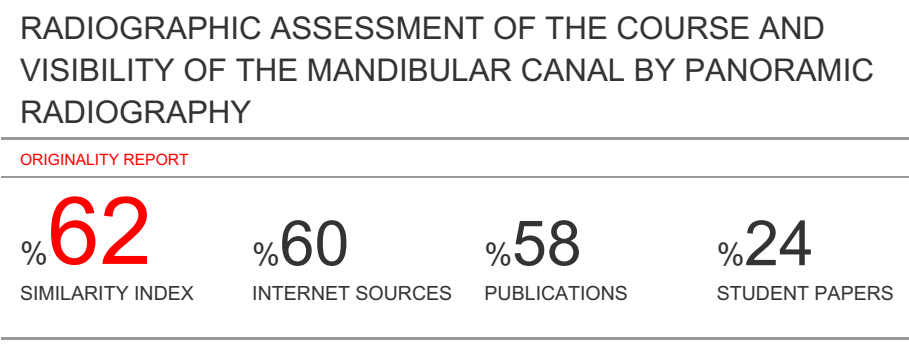 RADIOGRAPHIC ASSESSMENT OF THE COURSE AND
VISIBILITY OF THE MANDIBULAR CANAL BY PANORAMIC
RADIOGRAPHY
ORIGINALITY REPORT
%62 %60 %58 %24
SIMILARITY INDEX INTERNET SOURCES PUBLICATIONS STUDENT PAPERS